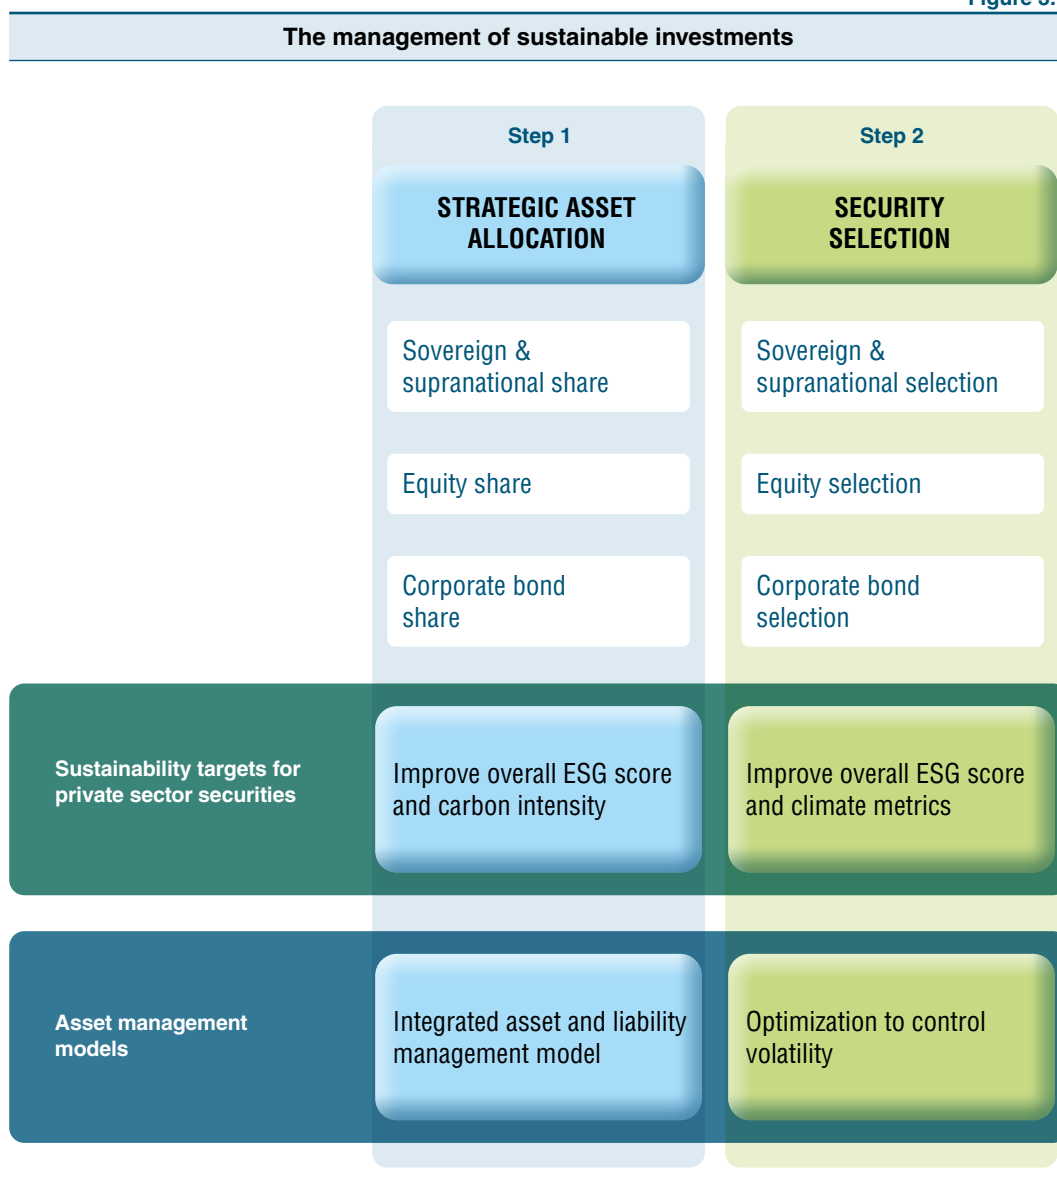 Figure 3.
The management of sustainable investments
Step 1
STRATEGIC ASSET
ALLOCATION
Sovereign &
supranational share
Equity share
Corporate bond
share
Step 2
SECURITY
SELECTION
Sovereign &
supranational selection
Equity selection
Corporate bond
selection
Sustainability targets for
private sector securities
Improve overall ESG score
and carbon intensity
Improve overall ESG score
and climate metrics
Asset management
models
Integrated asset and liability
management model
Optimization to control
volatility